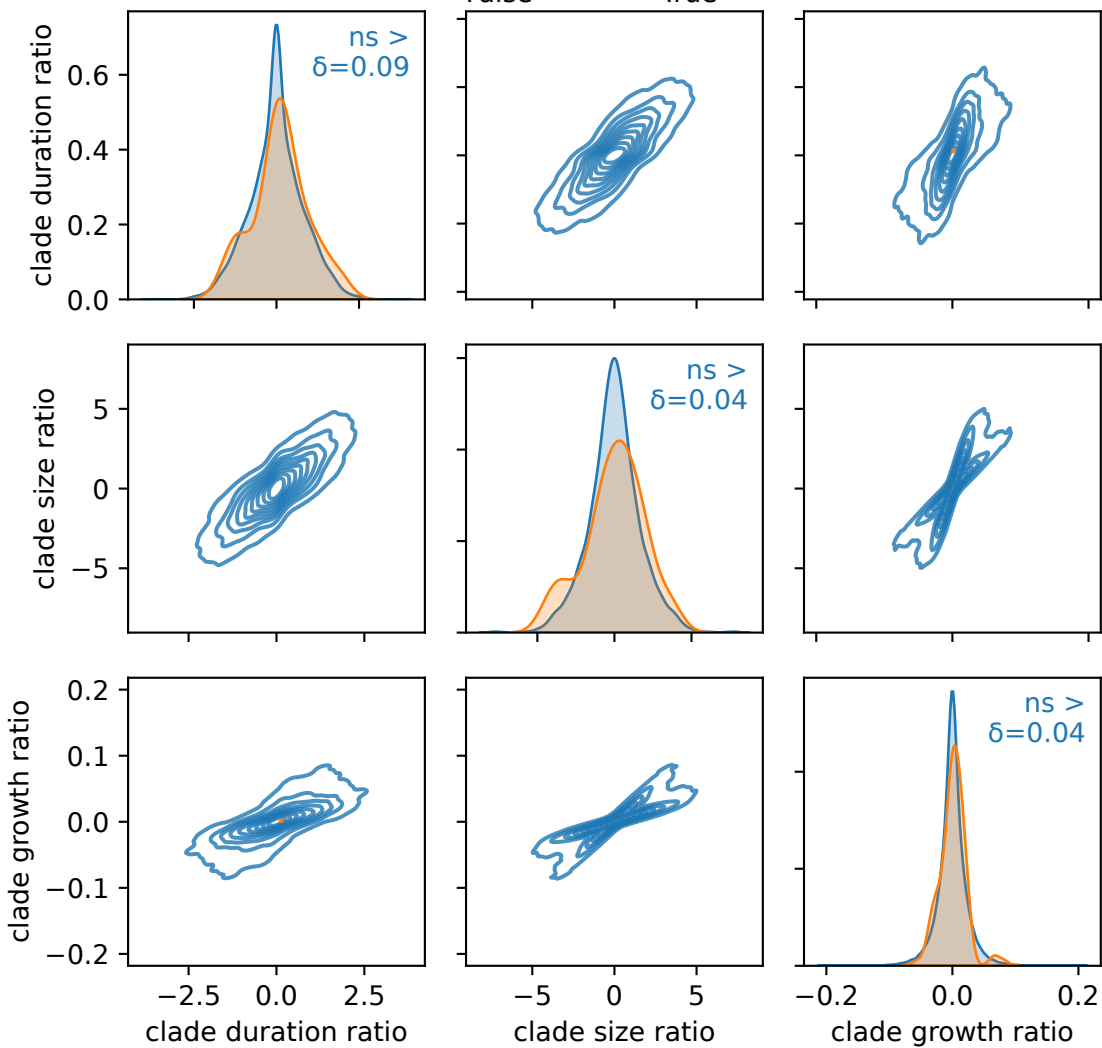 True
clade duration ratio
0.6
0.4
0.2
0.0
ns >
δ=0.09
clade size ratio
5
0
−5
ns >
δ=0.04
clade growth ratio
0.2
0.1
0.0
−0.1
−0.2
ns >
δ=0.04
−2.5 0.0 2.5
clade duration ratio
−5 0 5
clade size ratio
−0.2 0.0 0.2
clade growth ratio